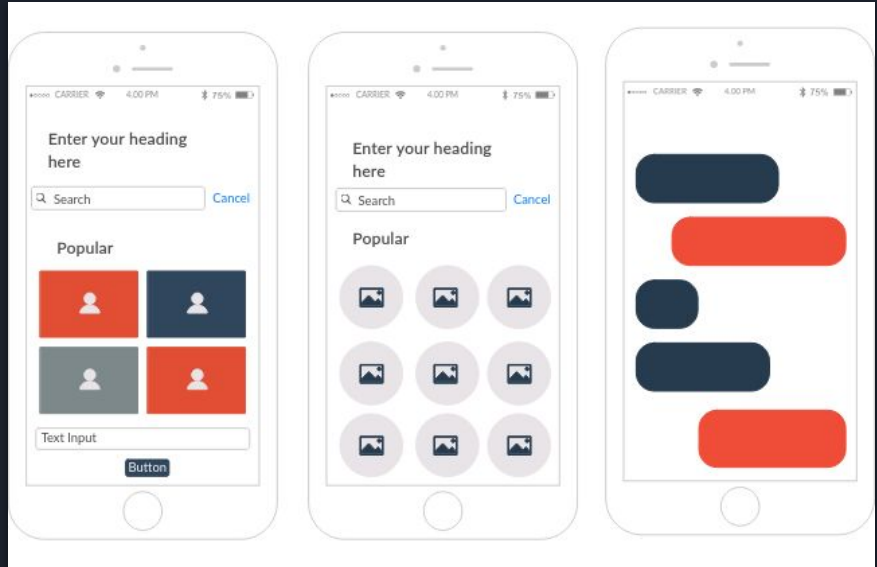 CARRIER 4.00 PM 75%
Enter your heading
here
Search Cancel
Popular
Text Input
Button
CARRIER 4.00 PM 75%
Enter your heading
here
Search Cancel
Popular
CARRIER 4.00 PM 75%